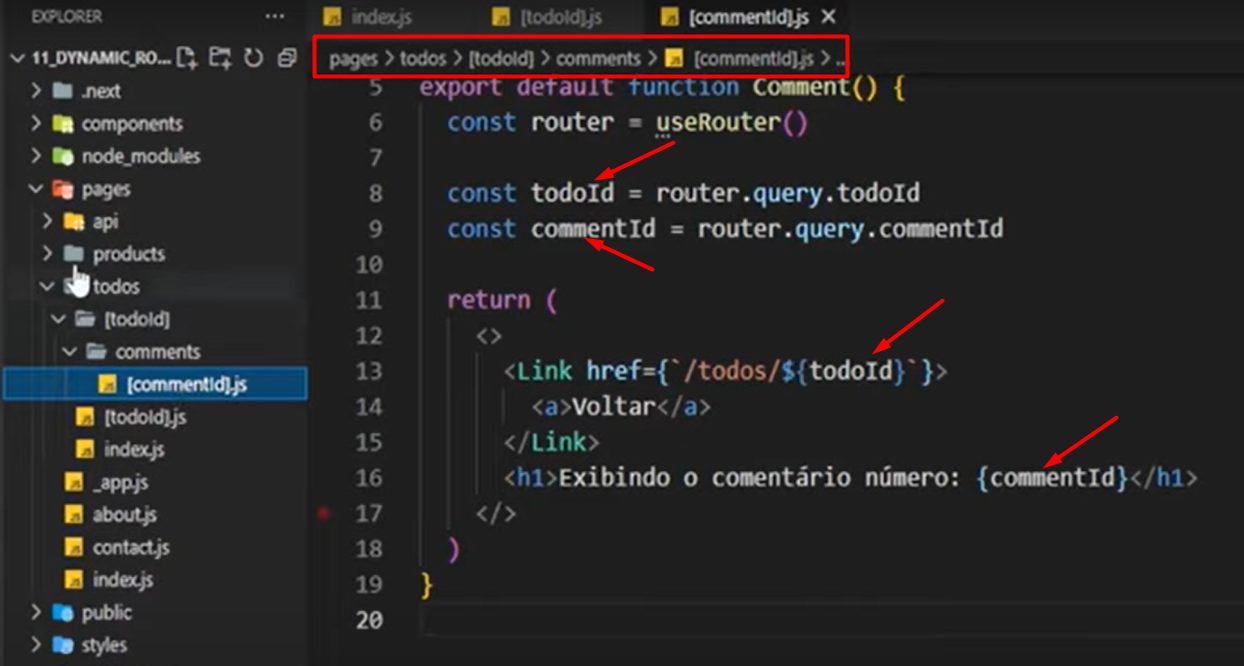 EXPLORER ...
index.js [todoId].js [commentId].js ×
11_DYNAMIC_RO...
pages > todos > [todoId] > comments > [commentId].js > ...
.next
components
node_modules
pages
api
products
todos
[todoId]
comments
[commentId].js
[todoId].js
index.js
_app.js
about.js
contact.js
index.js
public
styles
5 export default function Comment() {
6 const router = useRouter()
7
8 const todoId = router.query.todoId
9 const commentId = router.query.commentId
10
11 return (
12 <>
13 <Link href={`/todos/${todoId}`}>
14 <a>Voltar</a>
15 </Link>
16 <h1>Exibindo o comentário número: {commentId}</h1>
17 </>
18 )
19 }
20